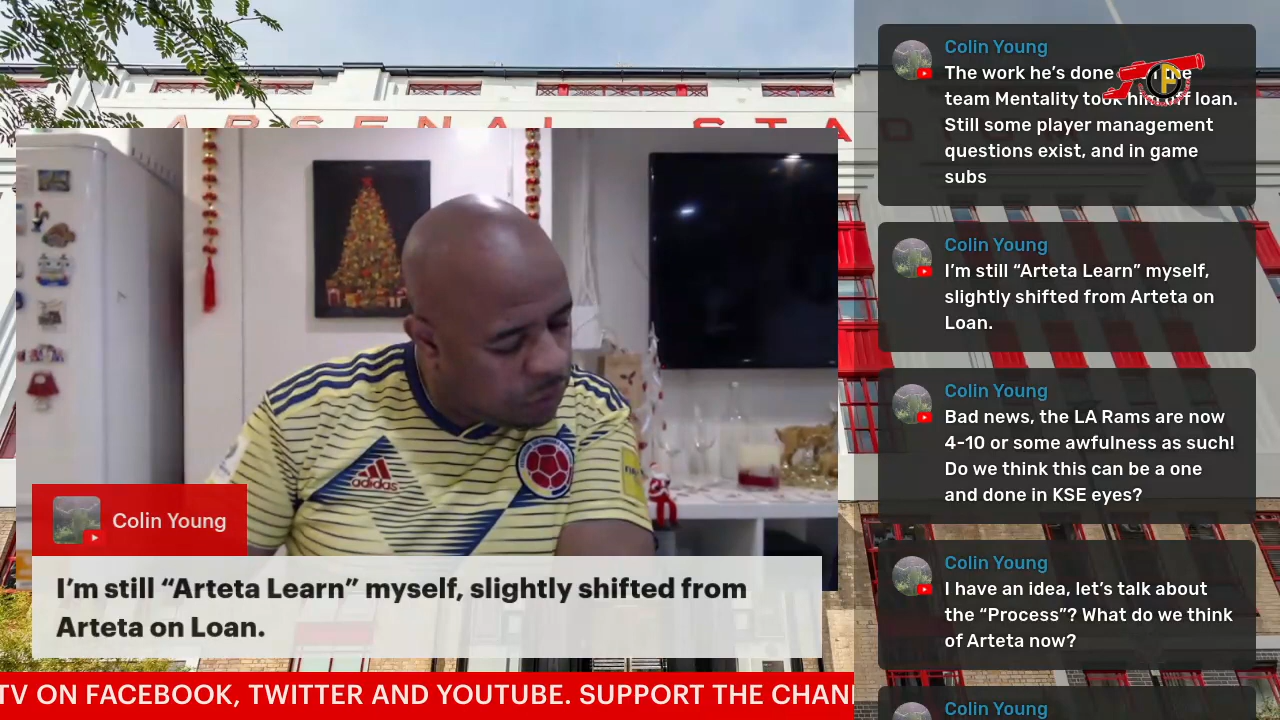 ARSENAL STA
adidas
Colin Young
I’m still “Arteta Learn” myself, slightly shifted from
Arteta on Loan.
TV ON FACEBOOK, TWITTER AND YOUTUBE. SUPPORT THE CHAN
Colin Young
The work he’s done
team Mentality took him off loan.
Still some player management
questions exist, and in game
subs
Colin Young
I’m still “Arteta Learn” myself,
slightly shifted from Arteta on
Loan.
Colin Young
Bad news, the LA Rams are now
4-10 or some awfulness as such!
Do we think this can be a one
and done in KSE eyes?
Colin Young
I have an idea, let’s talk about
the “Process”? What do we think
of Arteta now?
Colin Young